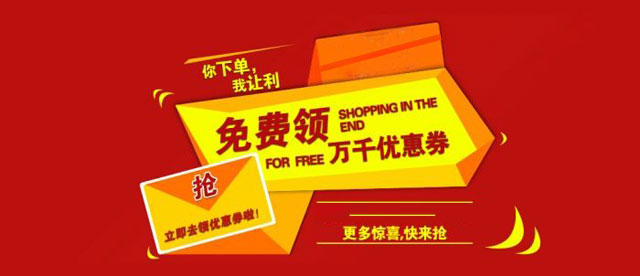 你下单，
我让利
免费领
SHOPPING IN THE
END
FOR FREE
万千优惠券
抢
立即去领优惠券啦！
更多惊喜,快来抢